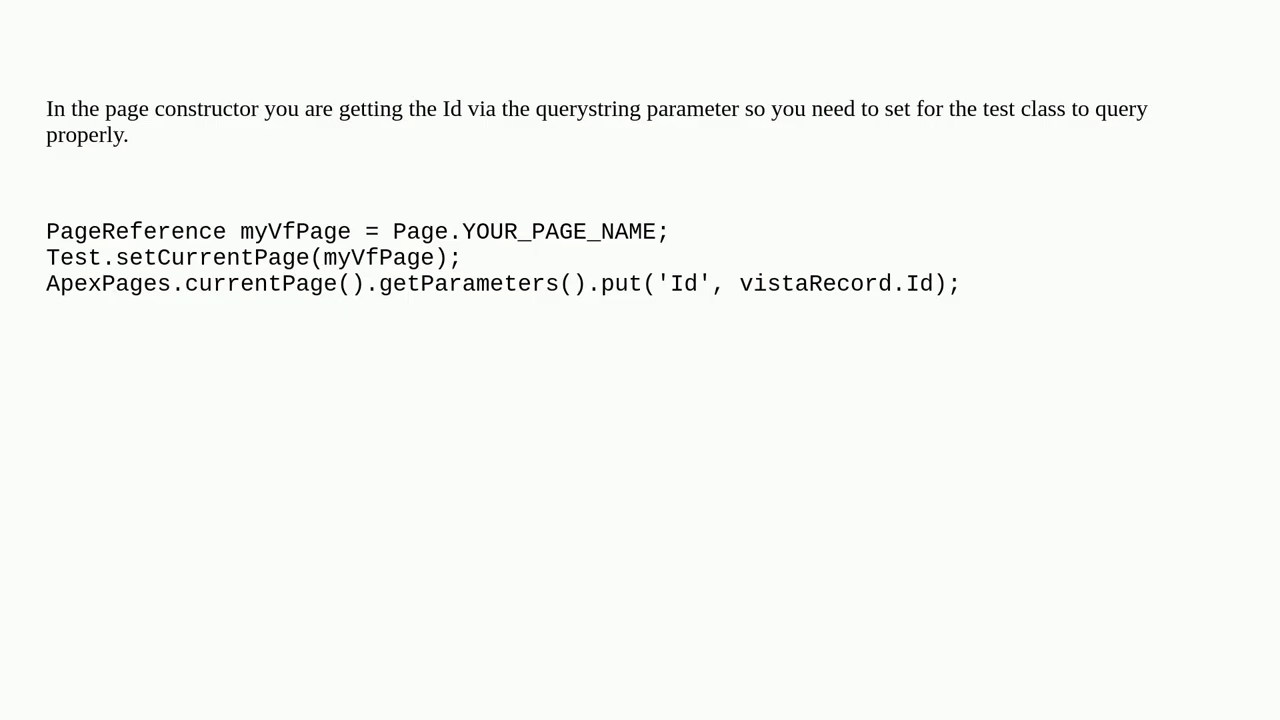 In the page constructor you are getting the Id via the querystring parameter so you need to set for the test class to query
properly.
PageReference myVfPage = Page.YOUR_PAGE_NAME;
Test.setCurrentPage(myVfPage);
ApexPages.currentPage().getParameters().put('Id', vistaRecord.Id);